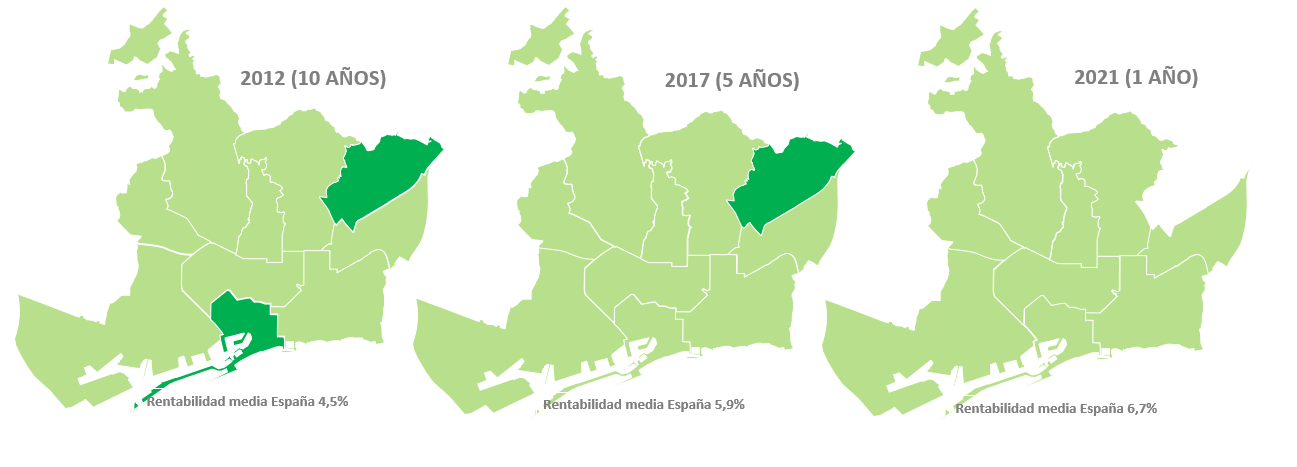 2012 (10 AÑOS)
2017 (5 AÑOS)
2021 (1 AÑO)
Rentabilidad media España 4,5%
Rentabilidad media España 5,9%
Rentabilidad media España 6,7%